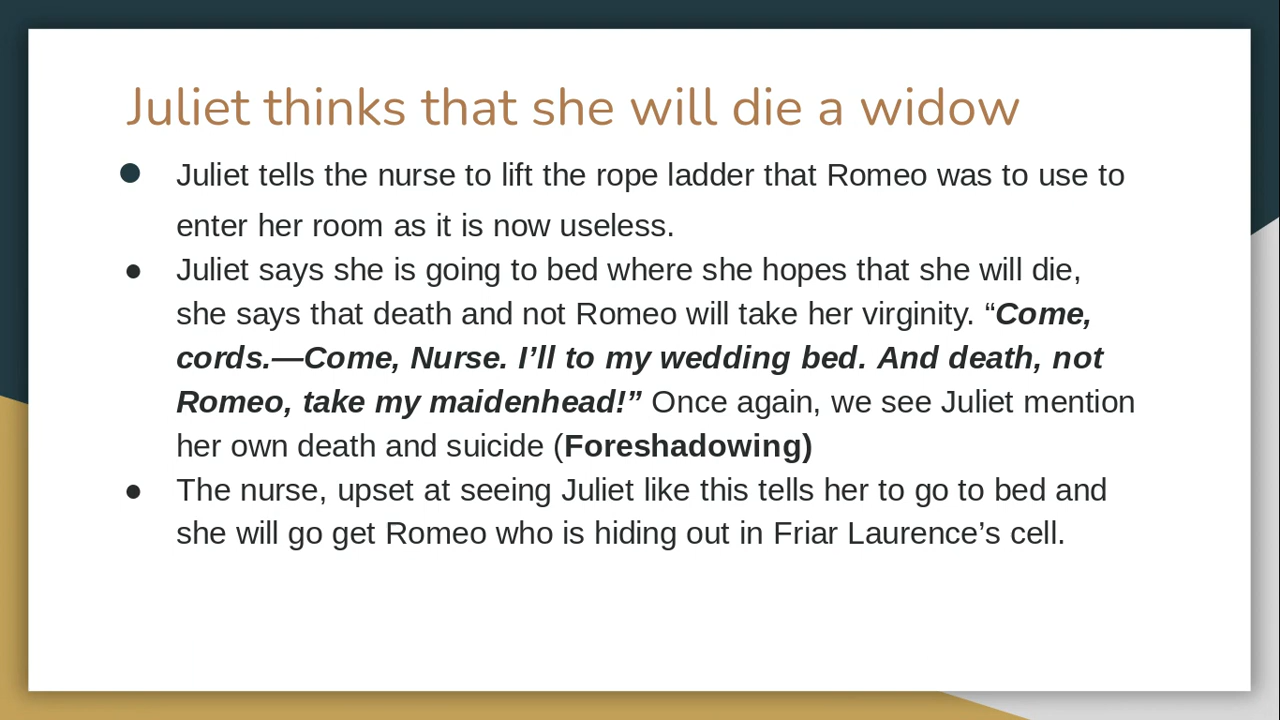 Juliet thinks that she will die a widow
● Juliet tells the nurse to lift the rope ladder that Romeo was to use to
enter her room as it is now useless.
● Juliet says she is going to bed where she hopes that she will die,
she says that death and not Romeo will take her virginity. “Come,
cords.—Come, Nurse. I’ll to my wedding bed. And death, not
Romeo, take my maidenhead!” Once again, we see Juliet mention
her own death and suicide (Foreshadowing)
● The nurse, upset at seeing Juliet like this tells her to go to bed and
she will go get Romeo who is hiding out in Friar Laurence’s cell.